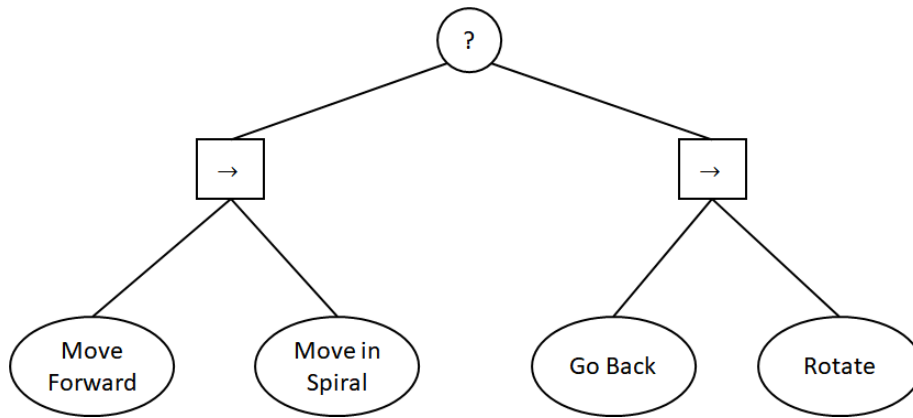 ?
→
→
Move
Forward
Move in
Spiral
Go Back
Rotate